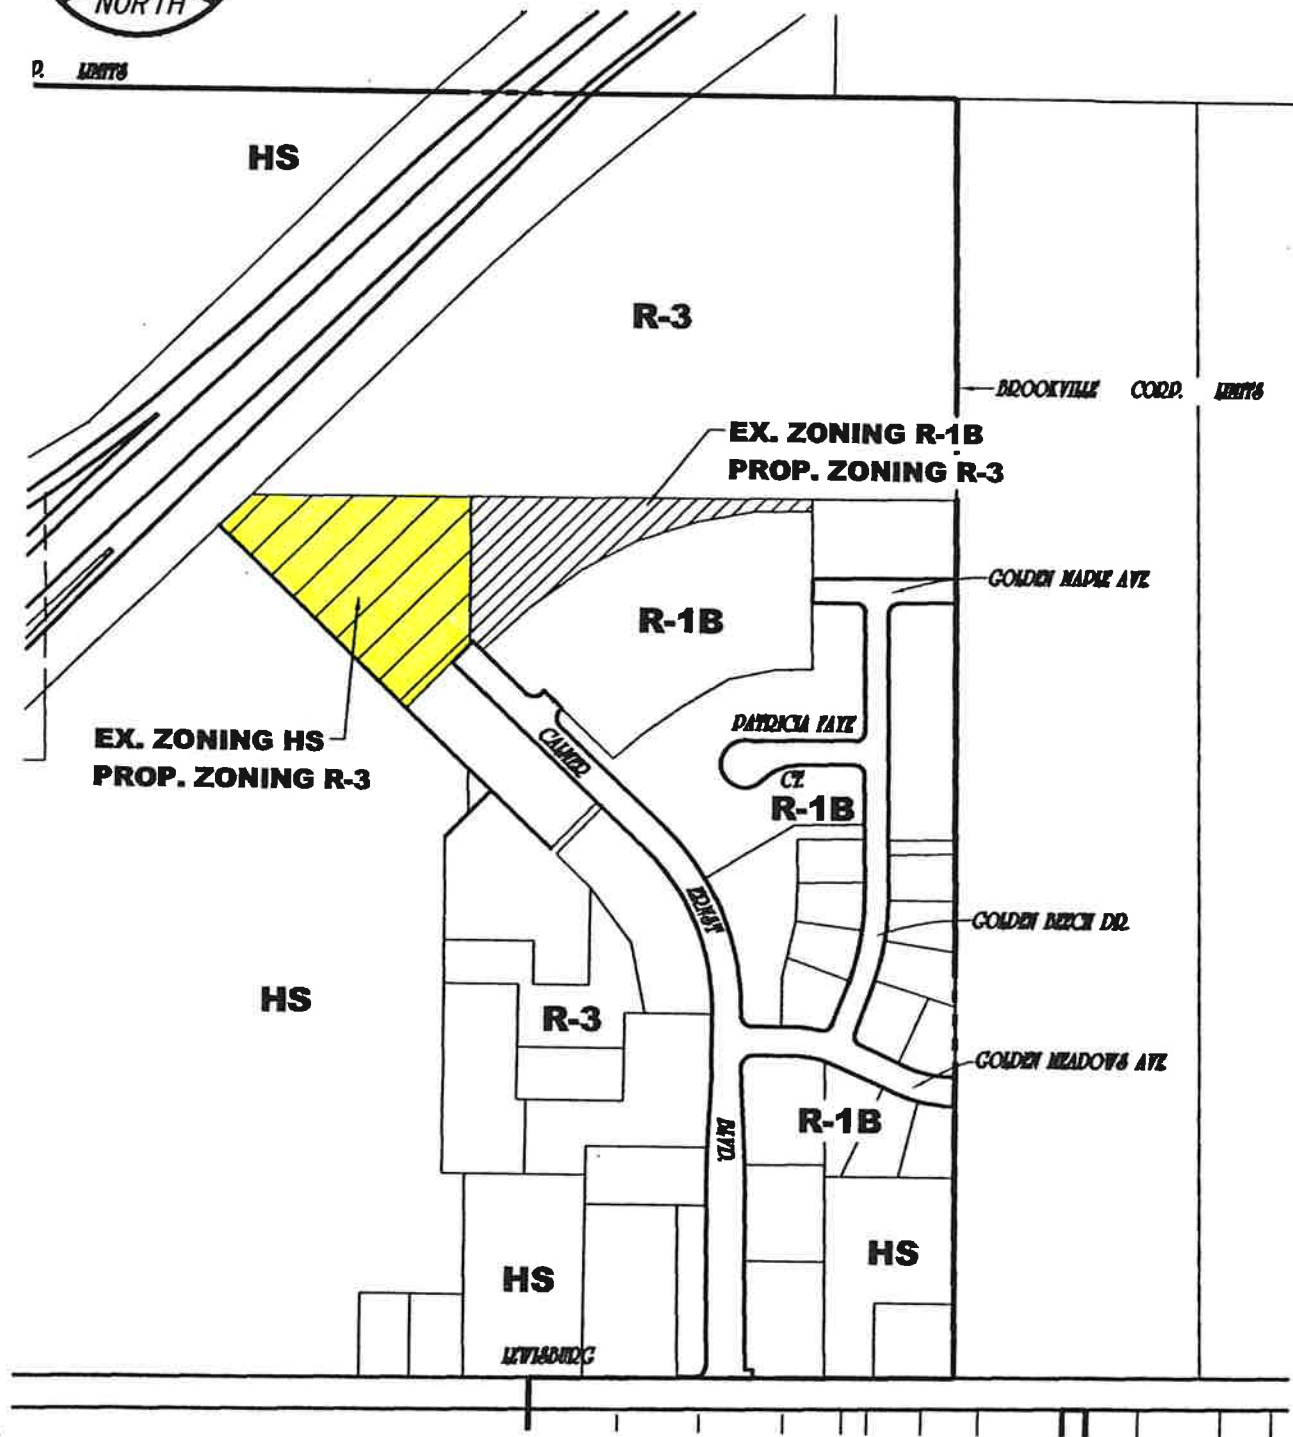 NORTH
P. LIMITS
HS
R-3
BROOKVILLE CORP. LIMITS
EX. ZONING R-1B
PROP. ZONING R-3
GOLDEN MAPLE AVE
R-1B
PATRICIA FAYE
CT.
R-1B
EX. ZONING HS
PROP. ZONING R-3
CALMER
ERNST
BLVD.
GOLDEN BEECH DR.
HS
R-3
GOLDEN MEADOWS AVE
R-1B
HS
HS
LEWISBURG